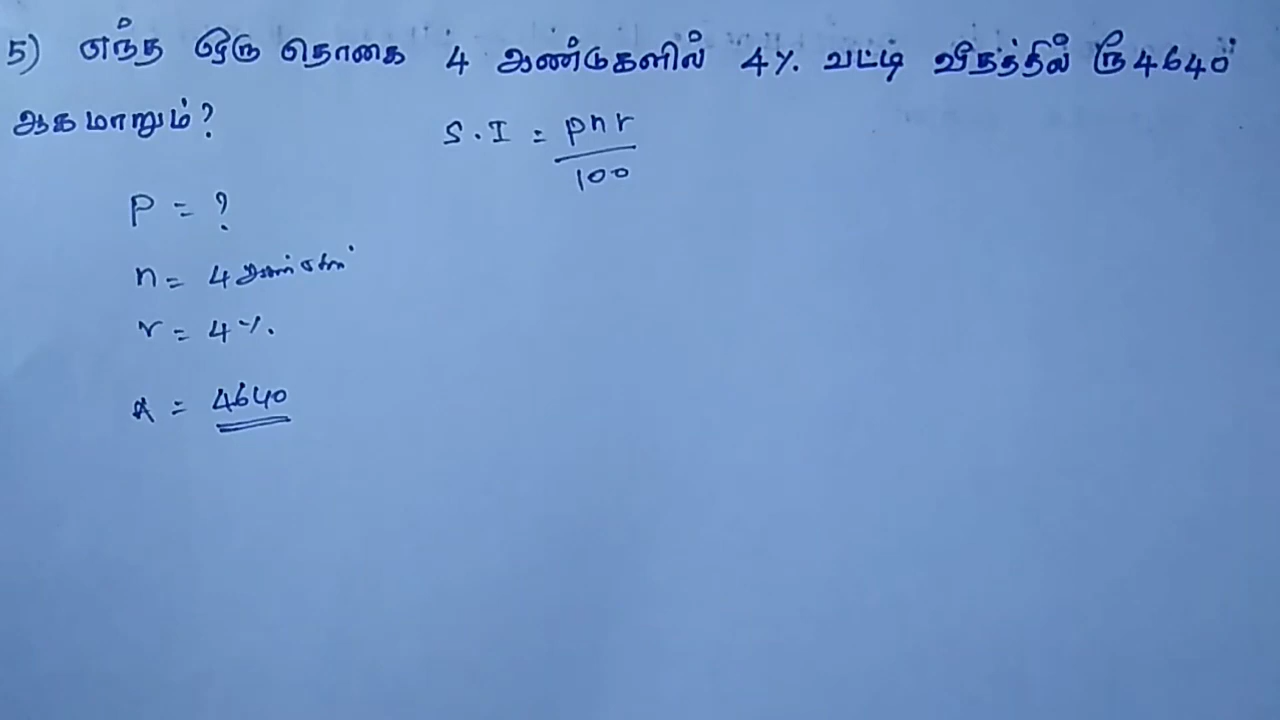 5) எந்த ஒரு தொகை 4 ஆண்டுகளில் 4%. வட்டி வீதத்தில் ரூ4640
ஆக மாறும்?
S.I = pnr
100
P = ?
n = 4
r = 4%.
A = 4640